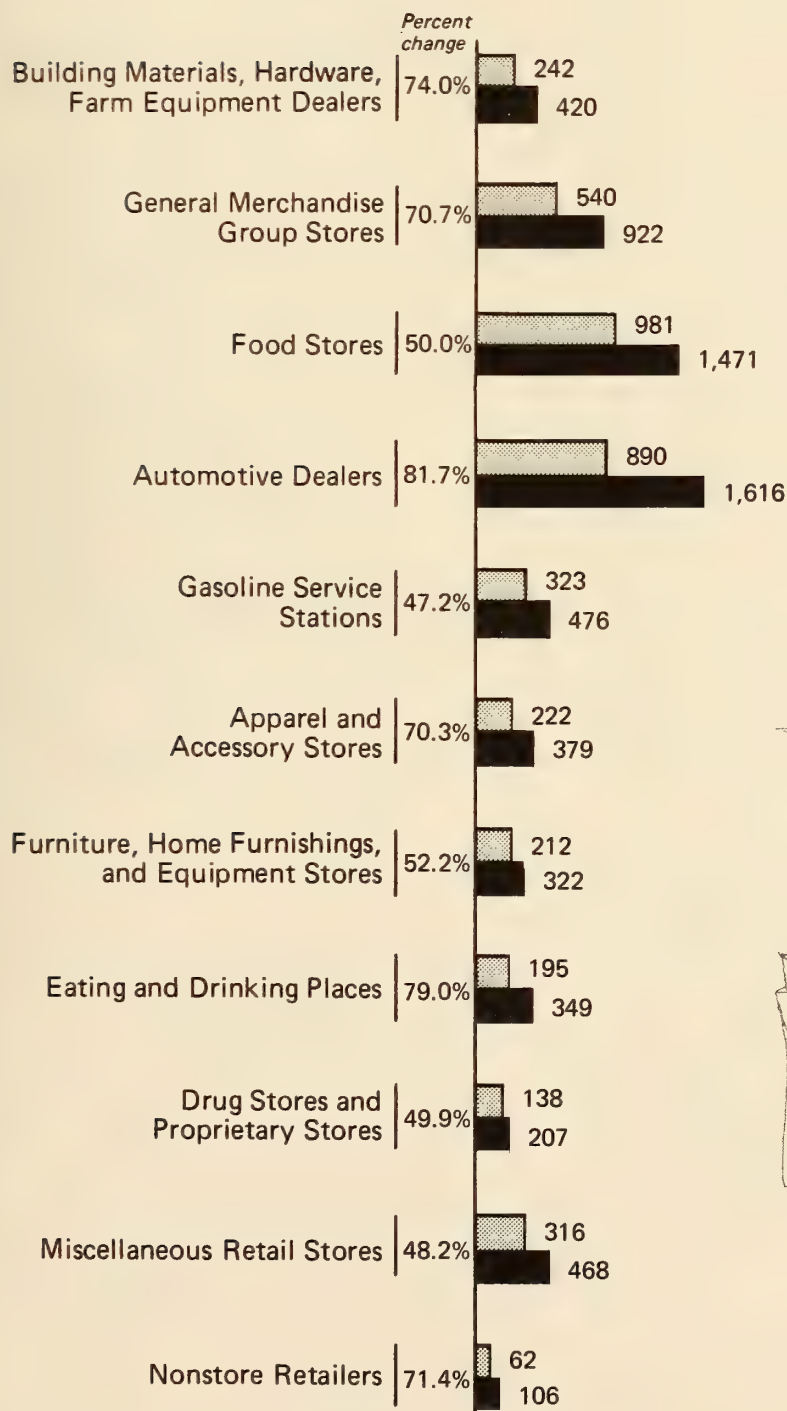 Percent
change
Building Materials, Hardware,
Farm Equipment Dealers
74.0%
242
420
General Merchandise
Group Stores
70.7%
540
922
Food Stores
50.0%
981
1,471
Automotive Dealers
81.7%
890
1,616
Gasoline Service
Stations
47.2%
323
476
Apparel and
Accessory Stores
70.3%
222
379
Furniture, Home Furnishings,
and Equipment Stores
52.2%
212
322
Eating and Drinking Places
79.0%
195
349
Drug Stores and
Proprietary Stores
49.9%
138
207
Miscellaneous Retail Stores
48.2%
316
468
Nonstore Retailers
71.4%
62
106